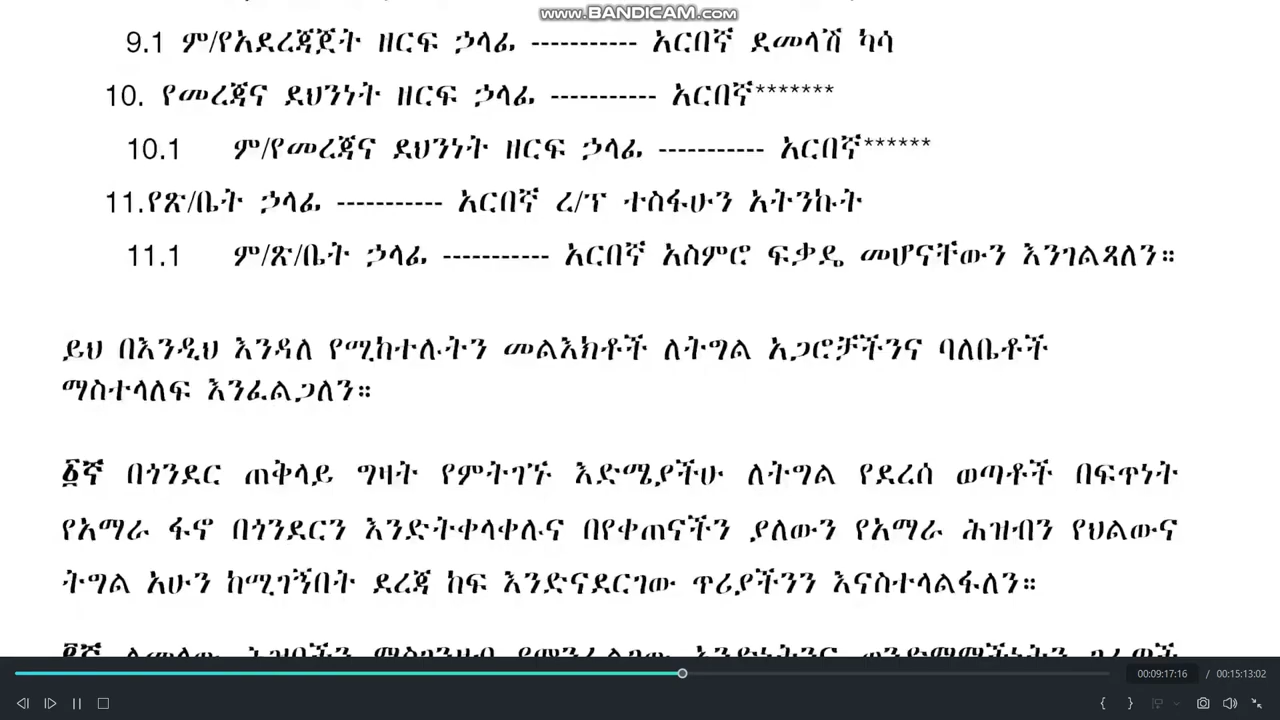 www.BANDICAM.com
9.1 ም/የአደረጃጀት ዘርፍ ኃላፊ ----------- አርበኛ ደመላሽ ካሳ
10. የመረጃና ደህንነት ዘርፍ ኃላፊ ----------- አርበኛ*******
10.1 ም/የመረጃና ደህንነት ዘርፍ ኃላፊ ----------- አርበኛ******
11.የጽ/ቤት ኃላፊ ----------- አርበኛ ረ/ፕ ተስፋሁን አትንኩት
11.1 ም/ጽ/ቤት ኃላፊ ----------- አርበኛ አስምሮ ፍቃዴ መሆናቸውን እንገልጻለን።
ይህ በእንዲህ እንዳለ የሚከተሉትን መልእክቶች ለትግል አጋሮቻችንና ባለቤቶች
ማስተላለፍ እንፈልጋለን።
፩ኛ በጎንደር ጠቅላይ ግዛት የምትገኙ እድሜያችሁ ለትግል የደረሰ ወጣቶች በፍጥነት
የአማራ ፋኖ በጎንደርን እንድትቀላቀሉና በየቀጠናችን ያለውን የአማራ ሕዝብን የህልውና
ትግል አሁን ከሚገኝበት ደረጃ ከፍ እንድናደርገው ጥሪያችንን እናስተላልፋለን።
00:09:17:16 / 00:15:13:02